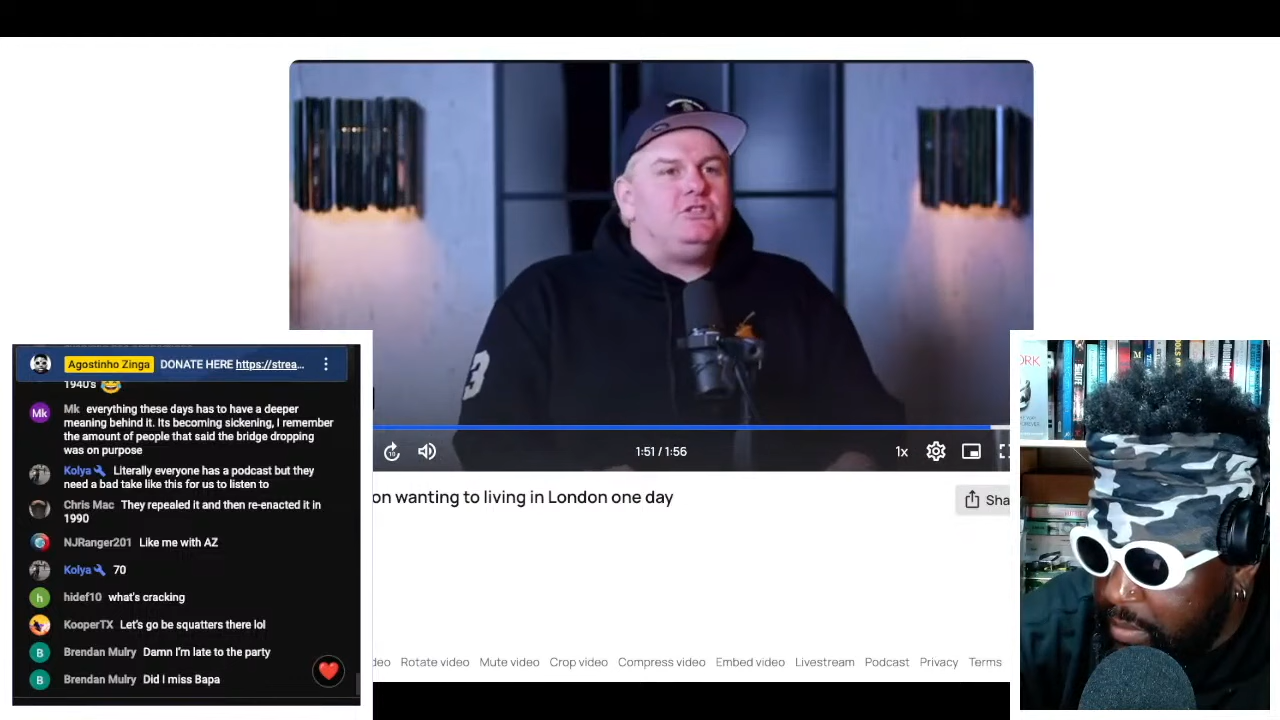 1:51 / 1:56
1x
on wanting to living in London one day
Sha
Agostinho Zinga DONATE HERE https://strea...
1940's 😂
Mk everything these days has to have a deeper
meaning behind it. Its becoming sickening, I remember
the amount of people that said the bridge dropping
was on purpose
Kolya Literally everyone has a podcast but they
need a bad take like this for us to listen to
Chris Mac They repealed it and then re-enacted it in
1990
NJRanger201 Like me with AZ
Kolya 70
h hidef10 what's cracking
KooperTX Let's go be squatters there lol
B Brendan Mulry Damn I'm late to the party
B Brendan Mulry Did I miss Bapa
deo Rotate video Mute video Crop video Compress video Embed video Livestream Podcast Privacy Terms